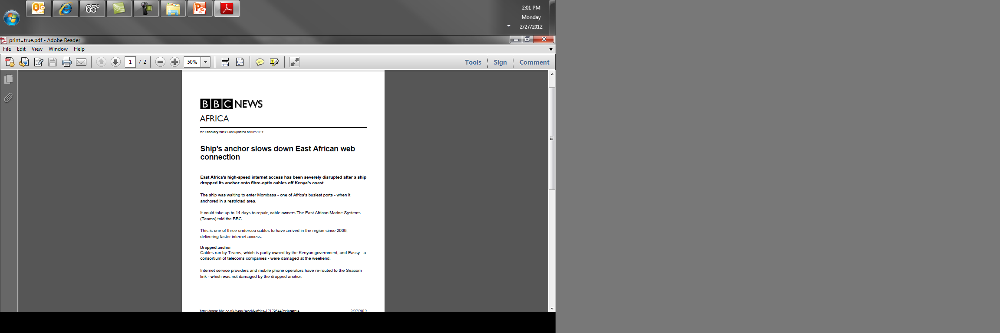 65°
2:01 PM
Monday
2/27/2012
print=true.pdf - Adobe Reader
File Edit View Window Help
1 / 2 50% Tools Sign Comment
BBC NEWS
AFRICA
27 February 2012 Last updated at 08:59 ET
Ship's anchor slows down East African web
connection
East Africa's high-speed internet access has been severely disrupted after a ship
dropped its anchor onto fibre-optic cables off Kenya's coast.
The ship was waiting to enter Mombasa - one of Africa's busiest ports - when it
anchored in a restricted area.
It could take up to 14 days to repair, cable owners The East African Marine Systems
(Teams) told the BBC.
This is one of three undersea cables to have arrived in the region since 2009,
delivering faster internet access.
Dropped anchor
Cables run by Teams, which is partly owned by the Kenyan government, and Eassy - a
consortium of telecoms companies - were damaged at the weekend.
Internet service providers and mobile phone operators have re-routed to the Seacom
link - which was not damaged by the dropped anchor.
http://www.bbc.co.uk/news/world-africa-17179544?print=true 2/27/2012